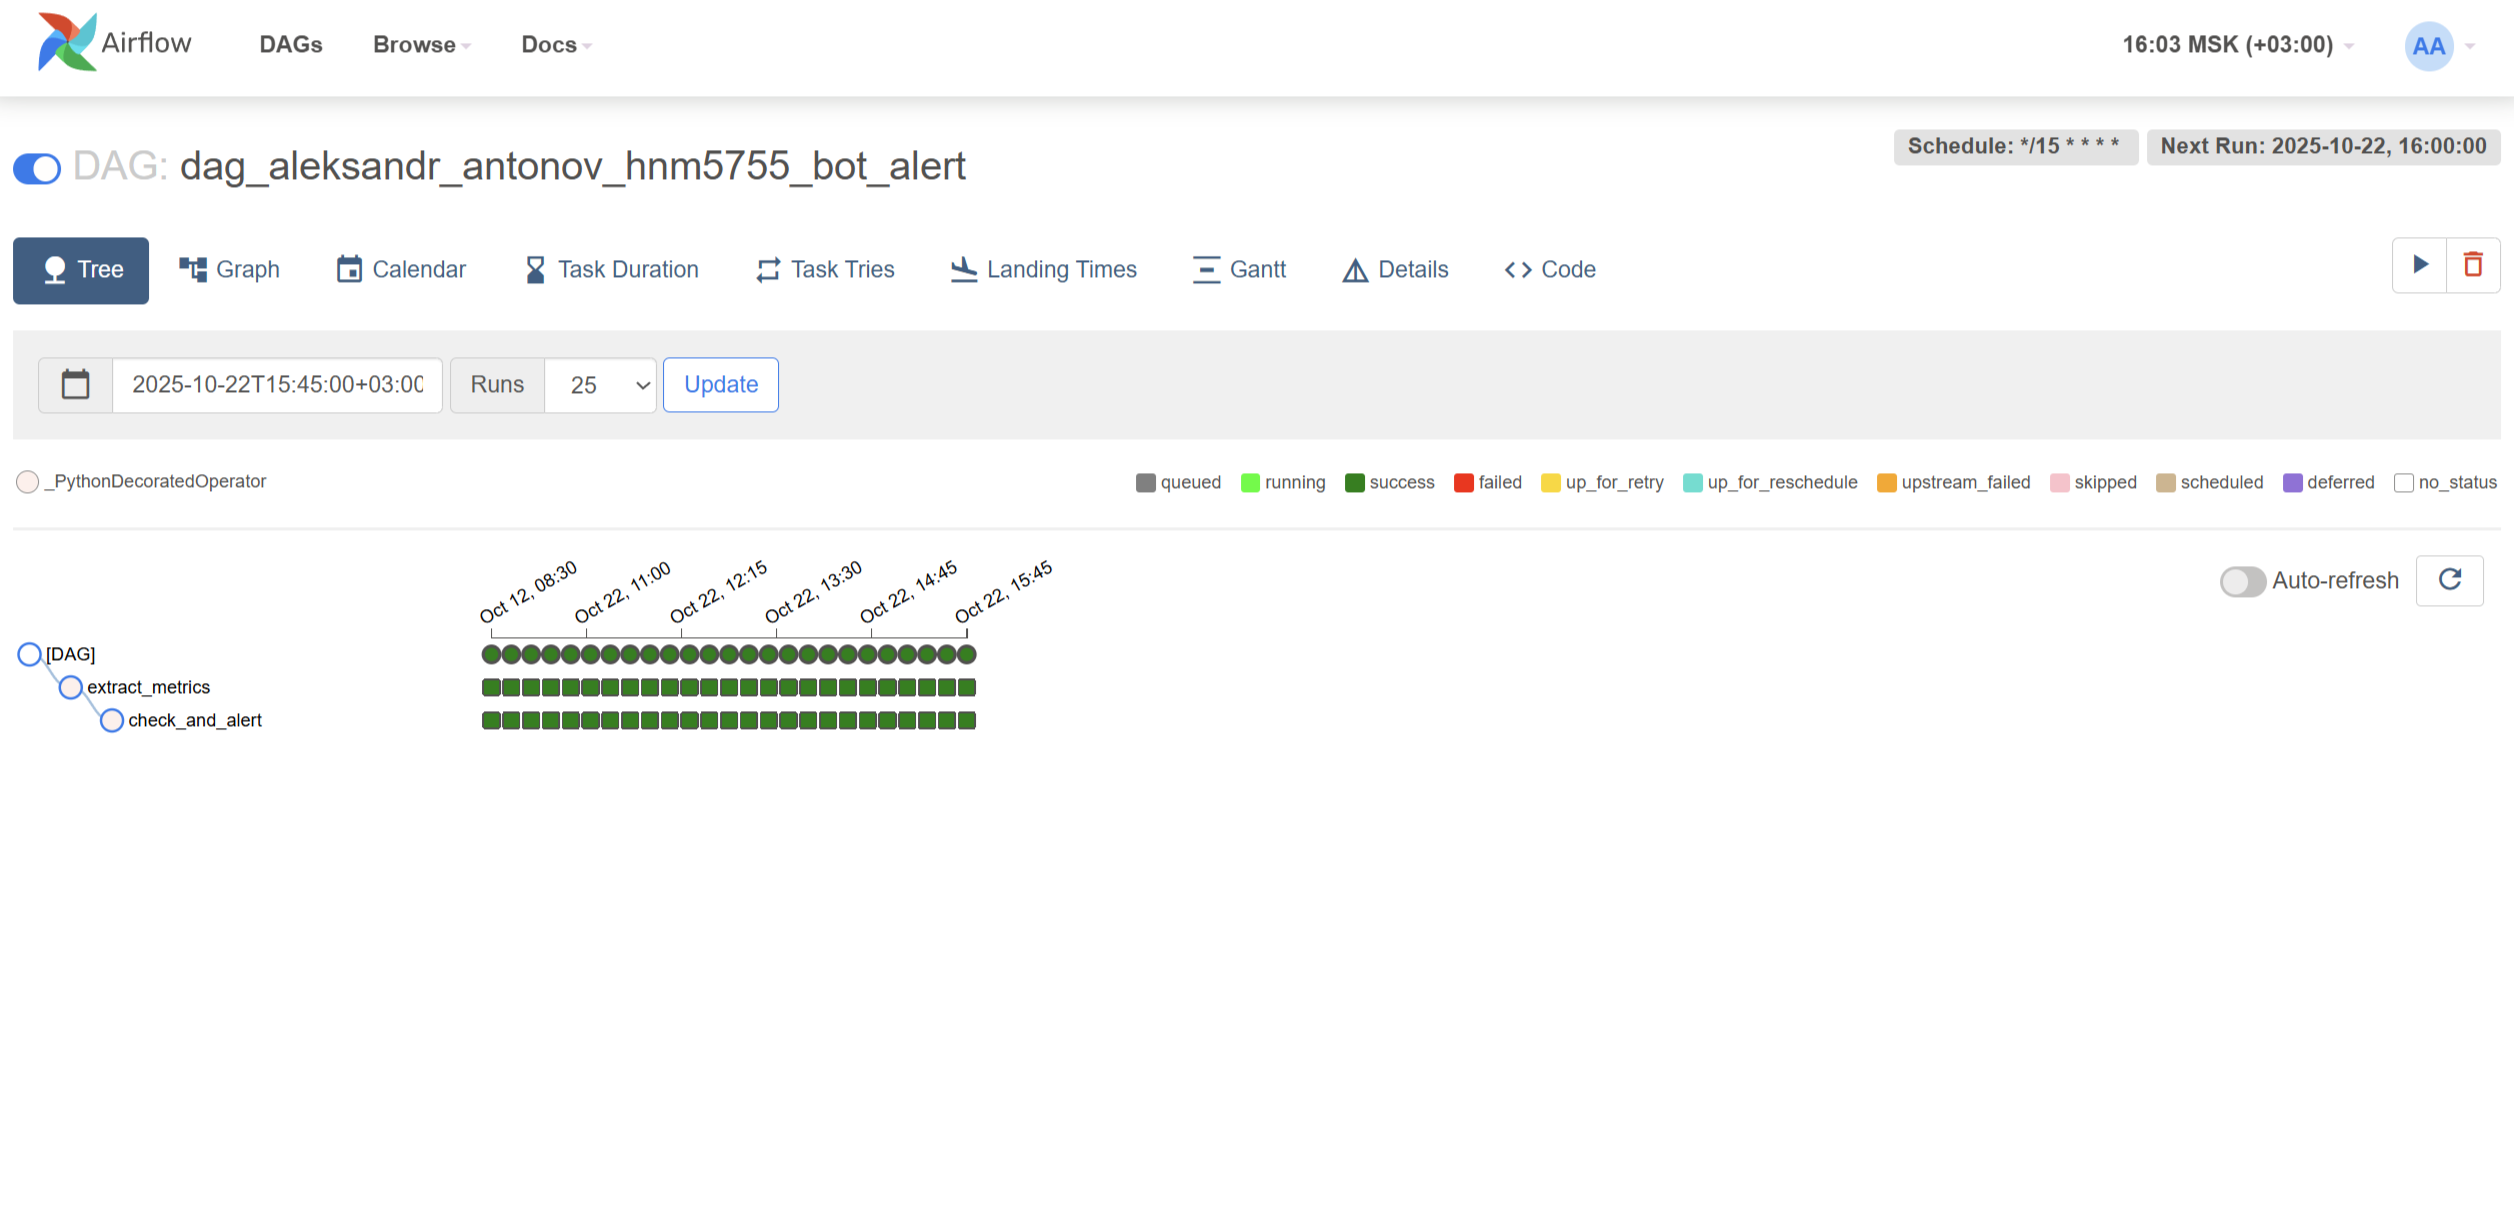 Airflow DAGs Browse Docs 16:03 MSK (+03:00) AA
DAG: dag_aleksandr_antonov_hnm5755_bot_alert Schedule: */15 * * * * Next Run: 2025-10-22, 16:00:00
Tree Graph Calendar Task Duration Task Tries Landing Times Gantt Details Code
2025-10-22T15:45:00+03:00 Runs 25 Update
_PythonDecoratedOperator queued running success failed up_for_retry up_for_reschedule upstream_failed skipped scheduled deferred no_status
Oct 12, 08:30 Oct 22, 11:00 Oct 22, 12:15 Oct 22, 13:30 Oct 22, 14:45 Oct 22, 15:45
Auto-refresh
[DAG]
extract_metrics
check_and_alert